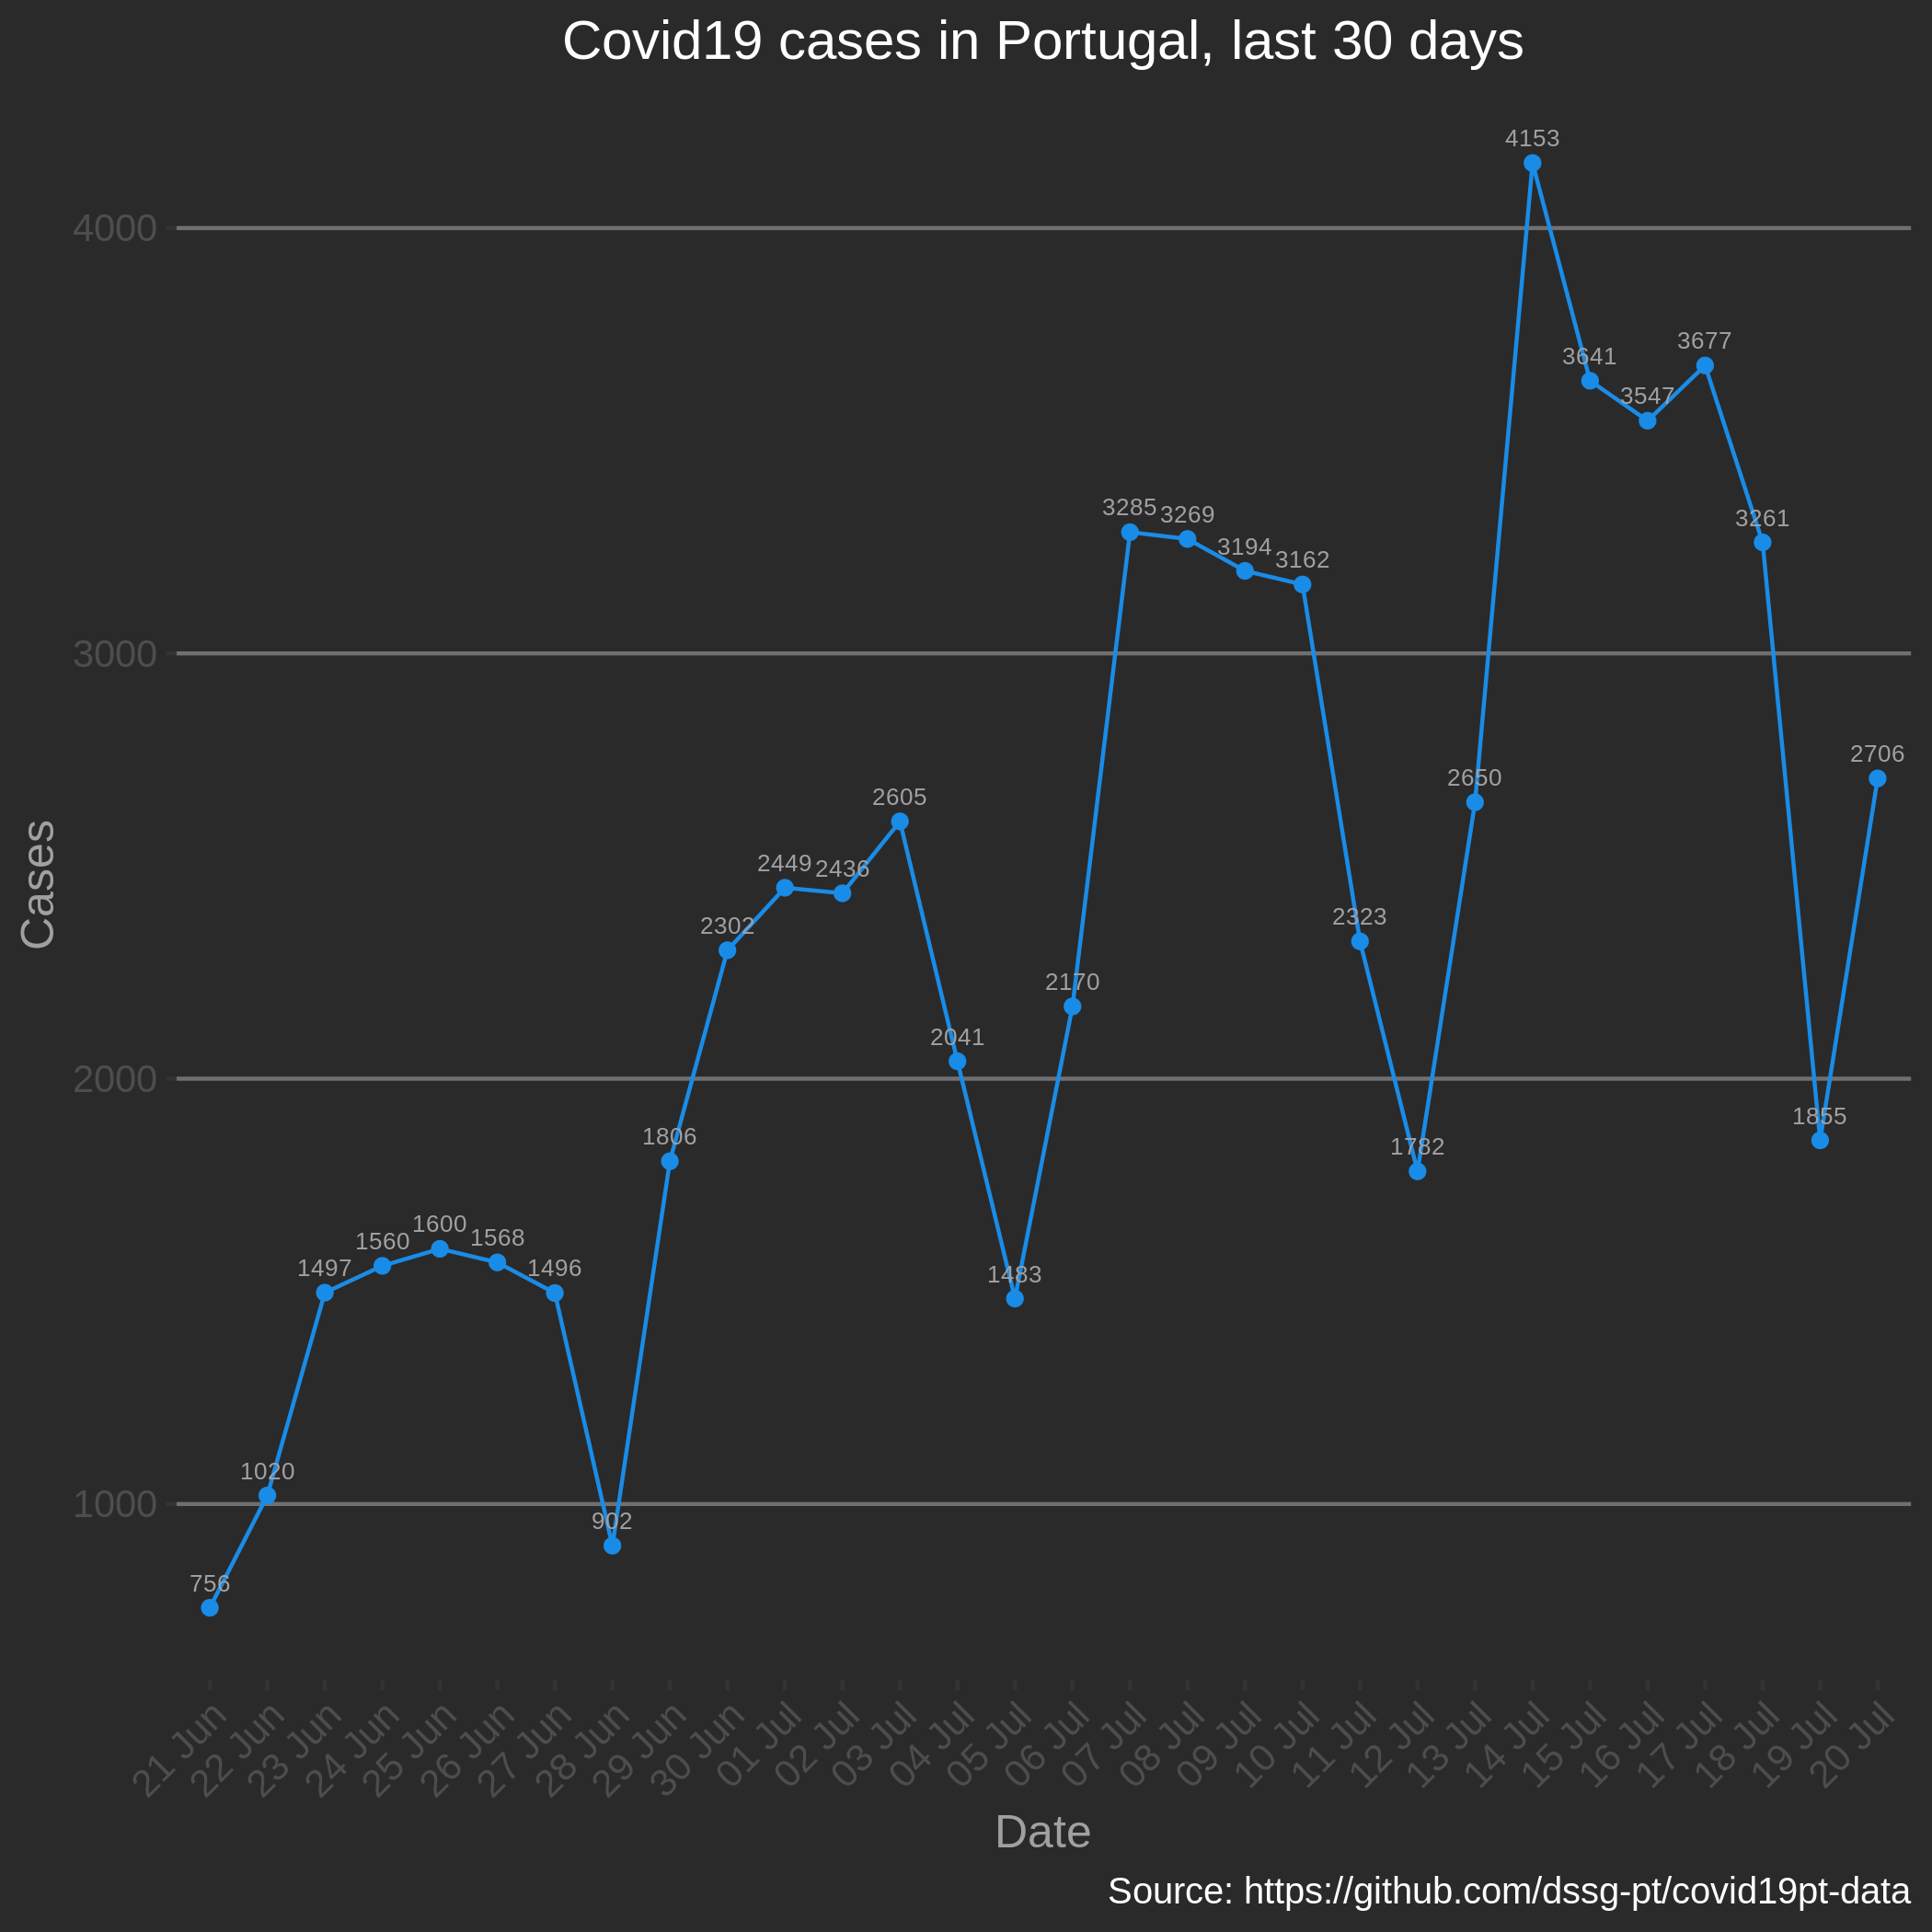 Covid19 cases in Portugal, last 30 days
4153
4000
3677
3641
3547
3285
3269
3261
3194
3162
3000
2706
2650
2605
2449
2436
2323
2302
2170
2041
2000
1855
1806
1782
1600
1568
1560
1497
1496
1483
1020
1000
902
756
Cases
21 Jun
22 Jun
23 Jun
24 Jun
25 Jun
26 Jun
27 Jun
28 Jun
29 Jun
30 Jun
01 Jul
02 Jul
03 Jul
04 Jul
05 Jul
06 Jul
07 Jul
08 Jul
09 Jul
10 Jul
11 Jul
12 Jul
13 Jul
14 Jul
15 Jul
16 Jul
17 Jul
18 Jul
19 Jul
20 Jul
Date
Source: https://github.com/dssg-pt/covid19pt-data